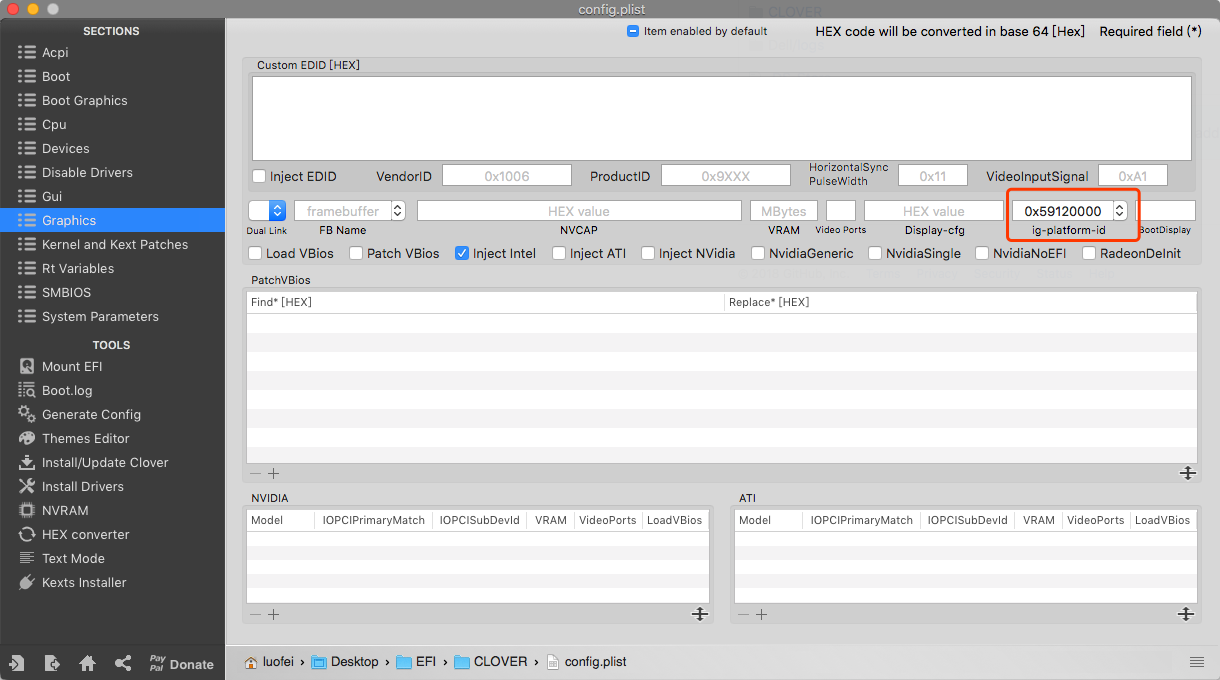 config.plist
SECTIONS
Acpi
Boot
Boot Graphics
Cpu
Devices
Disable Drivers
Gui
Graphics
Kernel and Kext Patches
Rt Variables
SMBIOS
System Parameters
TOOLS
Mount EFI
Boot.log
Generate Config
Themes Editor
Install/Update Clover
Install Drivers
NVRAM
HEX converter
Text Mode
Kexts Installer
Pay
Pal
Donate
CLOVER
Item enabled by default HEX code will be converted in base 64 [Hex] Required field (*)
Custom EDID [HEX]
Inject EDID VendorID 0x1006 ProductID 0x9XXX HorizontalSync PulseWidth 0x11 VideoInputSignal 0xA1
framebuffer HEX value MBytes HEX value 0x59120000
Dual Link FB Name NVCAP VRAM Video Ports Display-cfg ig-platform-id BootDisplay
Load VBios Patch VBios Inject Intel Inject ATI Inject NVidia NvidiaGeneric NvidiaSingle NvidiaNoEFI RadeonDeInit
PatchVBios
Find* [HEX] Replace* [HEX]
NVIDIA
Model IOPCIPrimaryMatch IOPCISubDevId VRAM VideoPorts LoadVBios
ATI
Model IOPCIPrimaryMatch IOPCISubDevId VRAM VideoPorts LoadVBios
luofei › Desktop › EFI › CLOVER › config.plist